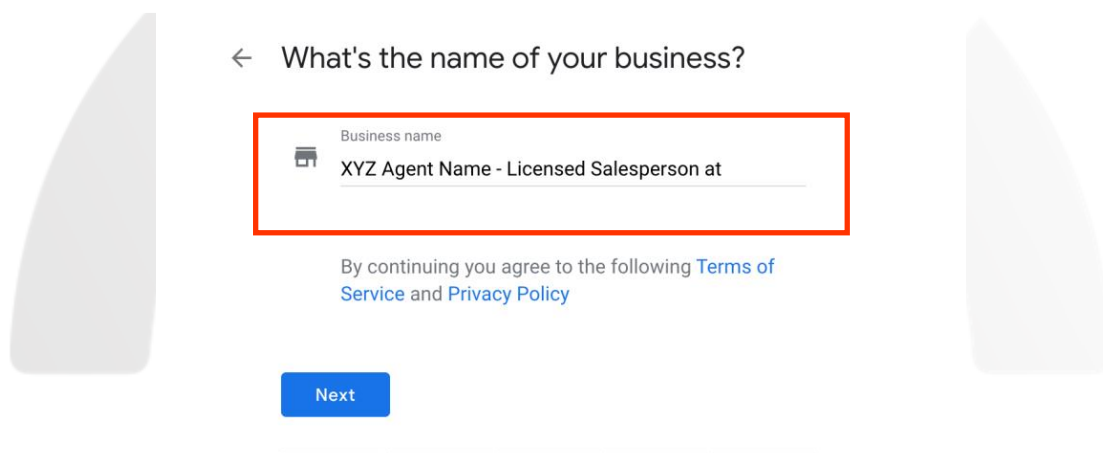 What's the name of your business?
Business name
XYZ Agent Name - Licensed Salesperson at
By continuing you agree to the following Terms of
Service and Privacy Policy
Next